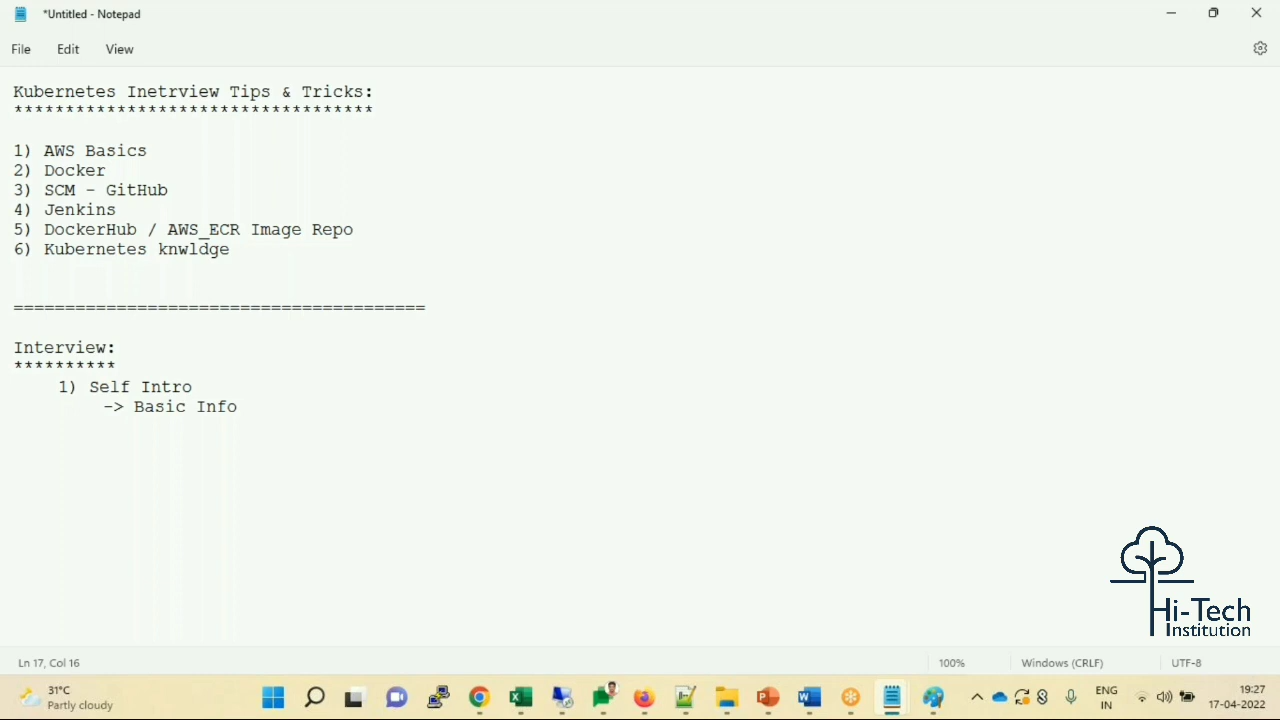 *Untitled - Notepad
File Edit View
Kubernetes Inetrview Tips & Tricks:
***********************************
1) AWS Basics
2) Docker
3) SCM - GitHub
4) Jenkins
5) DockerHub / AWS_ECR Image Repo
6) Kubernetes knwldge
========================================
Interview:
**********
1) Self Intro
-> Basic Info
Hi-Tech
Institution
Ln 17, Col 16 100% Windows (CRLF) UTF-8
31°C
Partly cloudy
ENG
IN
19:27
17-04-2022